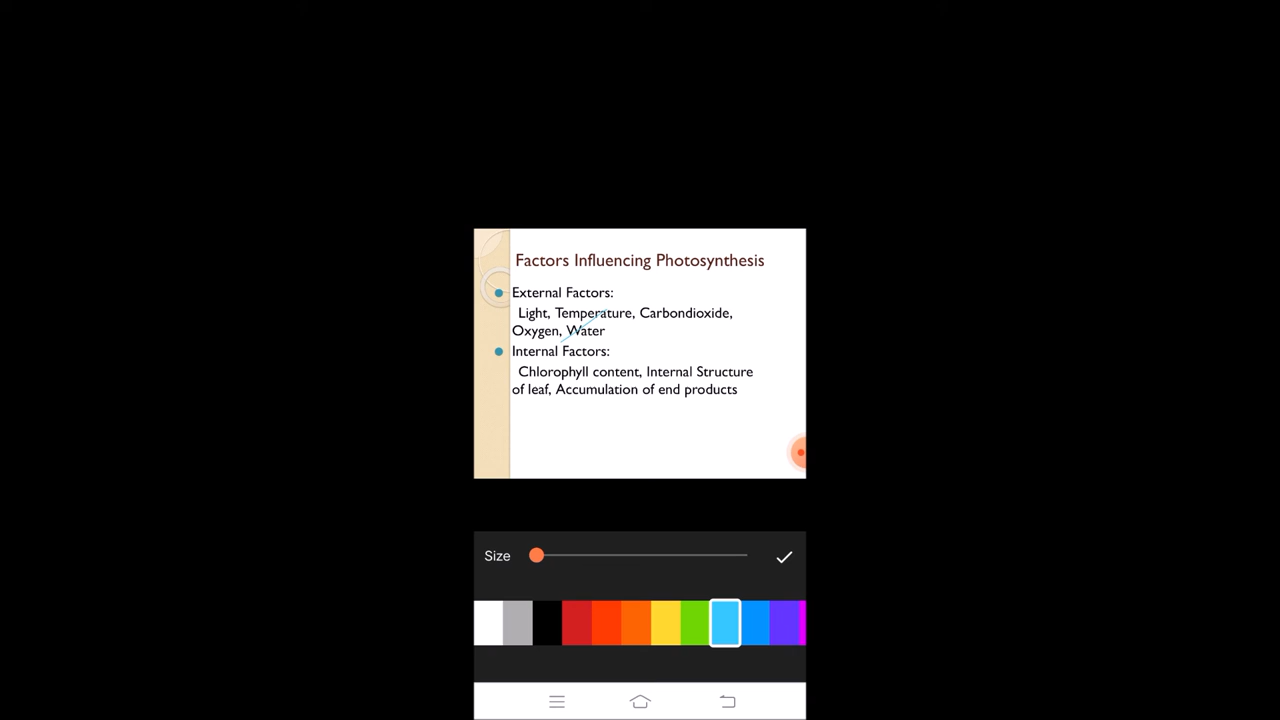 Factors Influencing Photosynthesis
External Factors:
Light, Temperature, Carbondioxide,
Oxygen, Water
Internal Factors:
Chlorophyll content, Internal Structure
of leaf, Accumulation of end products
Size